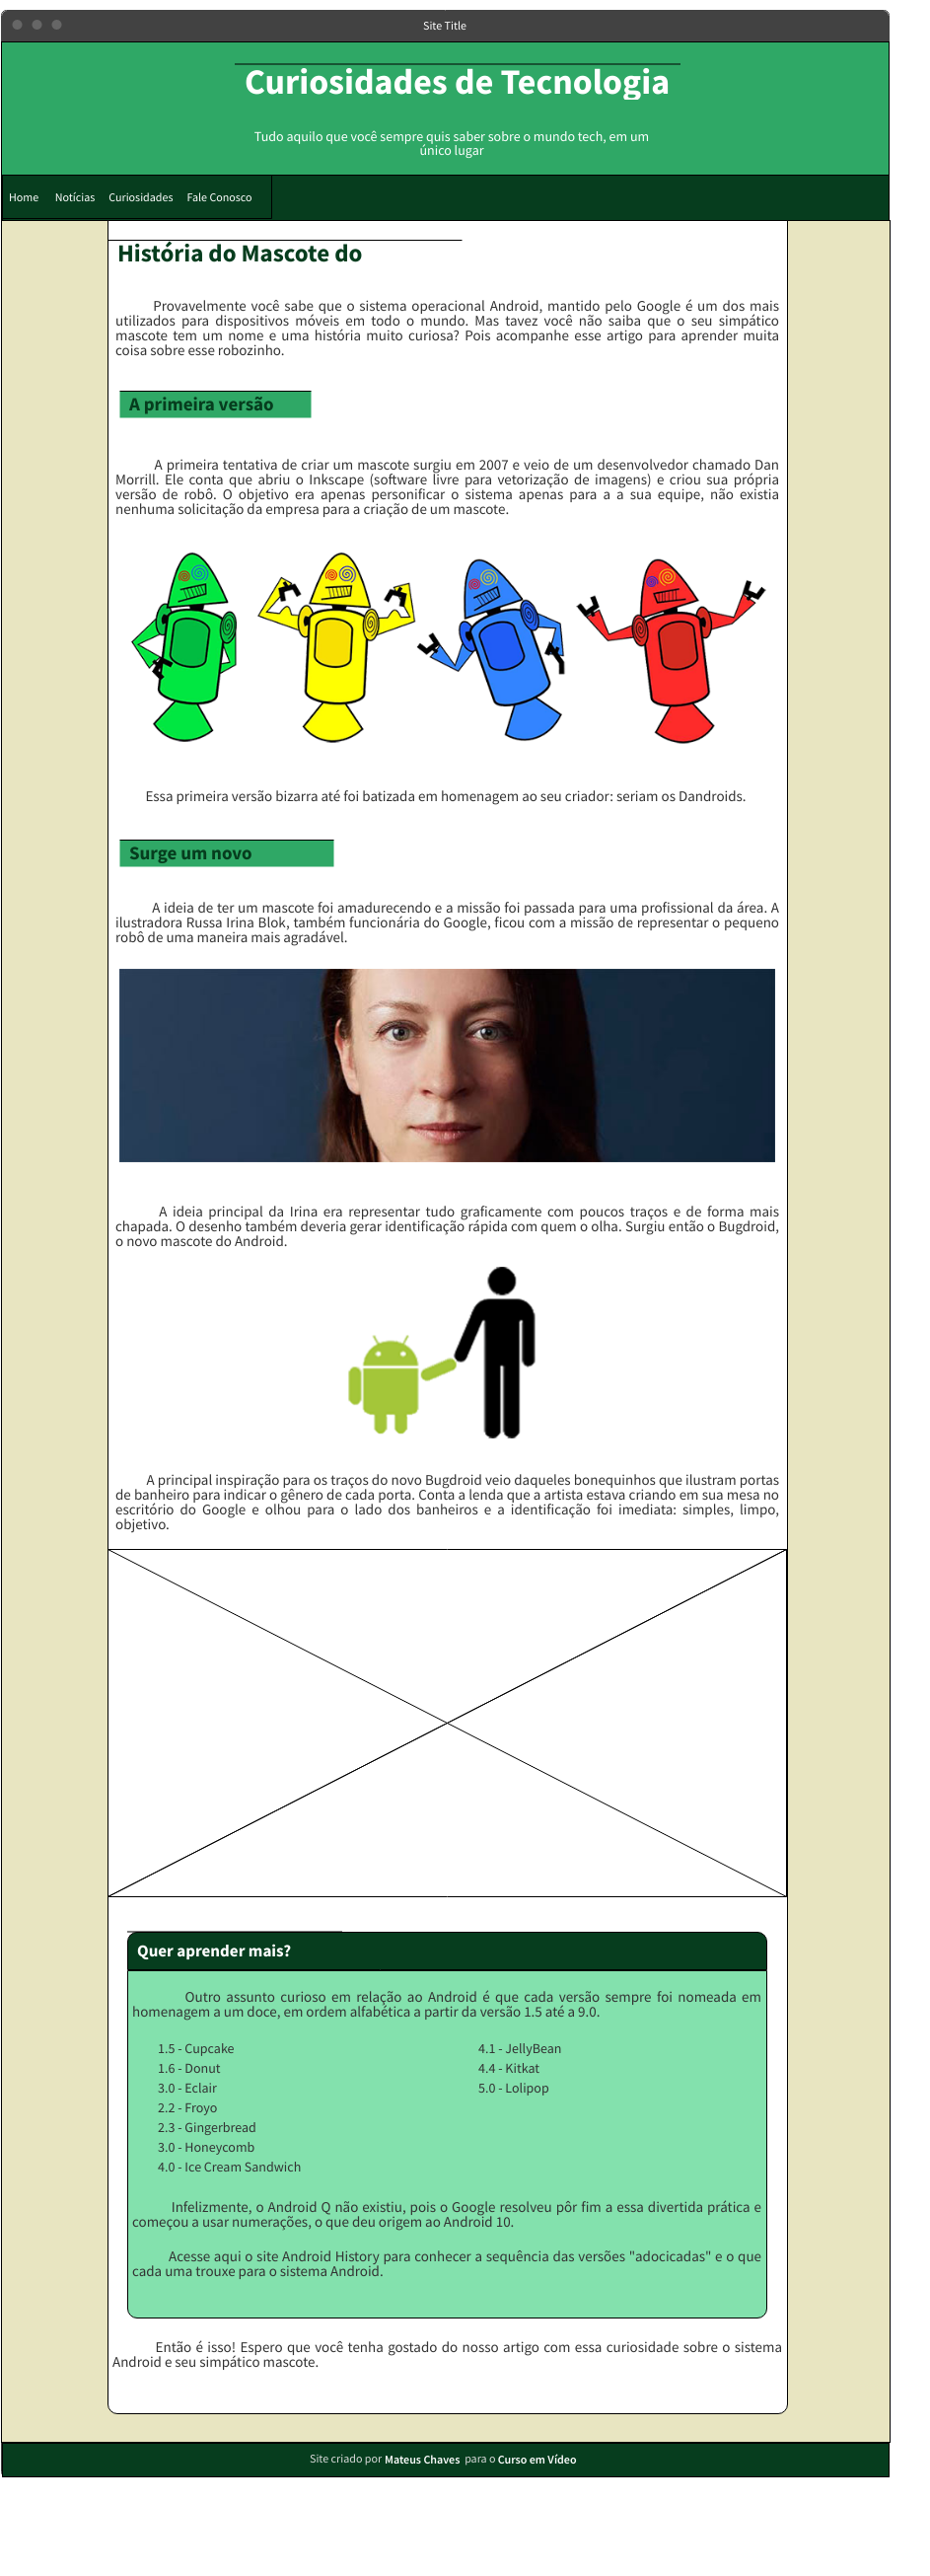 Site Title
Curiosidades de Tecnologia
Tudo aquilo que você sempre quis saber sobre o mundo tech, em um
único lugar
Home Notícias Curiosidades Fale Conosco
História do Mascote do
Provavelmente você sabe que o sistema operacional Android, mantido pelo Google é um dos mais
utilizados para dispositivos móveis em todo o mundo. Mas tavez você não saiba que o seu simpático
mascote tem um nome e uma história muito curiosa? Pois acompanhe esse artigo para aprender muita
coisa sobre esse robozinho.
A primeira versão
A primeira tentativa de criar um mascote surgiu em 2007 e veio de um desenvolvedor chamado Dan
Morrill. Ele conta que abriu o Inkscape (software livre para vetorização de imagens) e criou sua própria
versão de robô. O objetivo era apenas personificar o sistema apenas para a a sua equipe, não existia
nenhuma solicitação da empresa para a criação de um mascote.
Essa primeira versão bizarra até foi batizada em homenagem ao seu criador: seriam os Dandroids.
Surge um novo
A ideia de ter um mascote foi amadurecendo e a missão foi passada para uma profissional da área. A
ilustradora Russa Irina Blok, também funcionária do Google, ficou com a missão de representar o pequeno
robô de uma maneira mais agradável.
A ideia principal da Irina era representar tudo graficamente com poucos traços e de forma mais
chapada. O desenho também deveria gerar identificação rápida com quem o olha. Surgiu então o Bugdroid,
o novo mascote do Android.
A principal inspiração para os traços do novo Bugdroid veio daqueles bonequinhos que ilustram portas
de banheiro para indicar o gênero de cada porta. Conta a lenda que a artista estava criando em sua mesa no
escritório do Google e olhou para o lado dos banheiros e a identificação foi imediata: simples, limpo,
objetivo.
Quer aprender mais?
Outro assunto curioso em relação ao Android é que cada versão sempre foi nomeada em
homenagem a um doce, em ordem alfabética a partir da versão 1.5 até a 9.0.
1.5 - Cupcake
1.6 - Donut
3.0 - Eclair
2.2 - Froyo
2.3 - Gingerbread
3.0 - Honeycomb
4.0 - Ice Cream Sandwich
4.1 - JellyBean
4.4 - Kitkat
5.0 - Lolipop
Infelizmente, o Android Q não existiu, pois o Google resolveu pôr fim a essa divertida prática e
começou a usar numerações, o que deu origem ao Android 10.
Acesse aqui o site Android History para conhecer a sequência das versões "adocicadas" e o que
cada uma trouxe para o sistema Android.
Então é isso! Espero que você tenha gostado do nosso artigo com essa curiosidade sobre o sistema
Android e seu simpático mascote.
Site criado por Mateus Chaves para o Curso em Vídeo